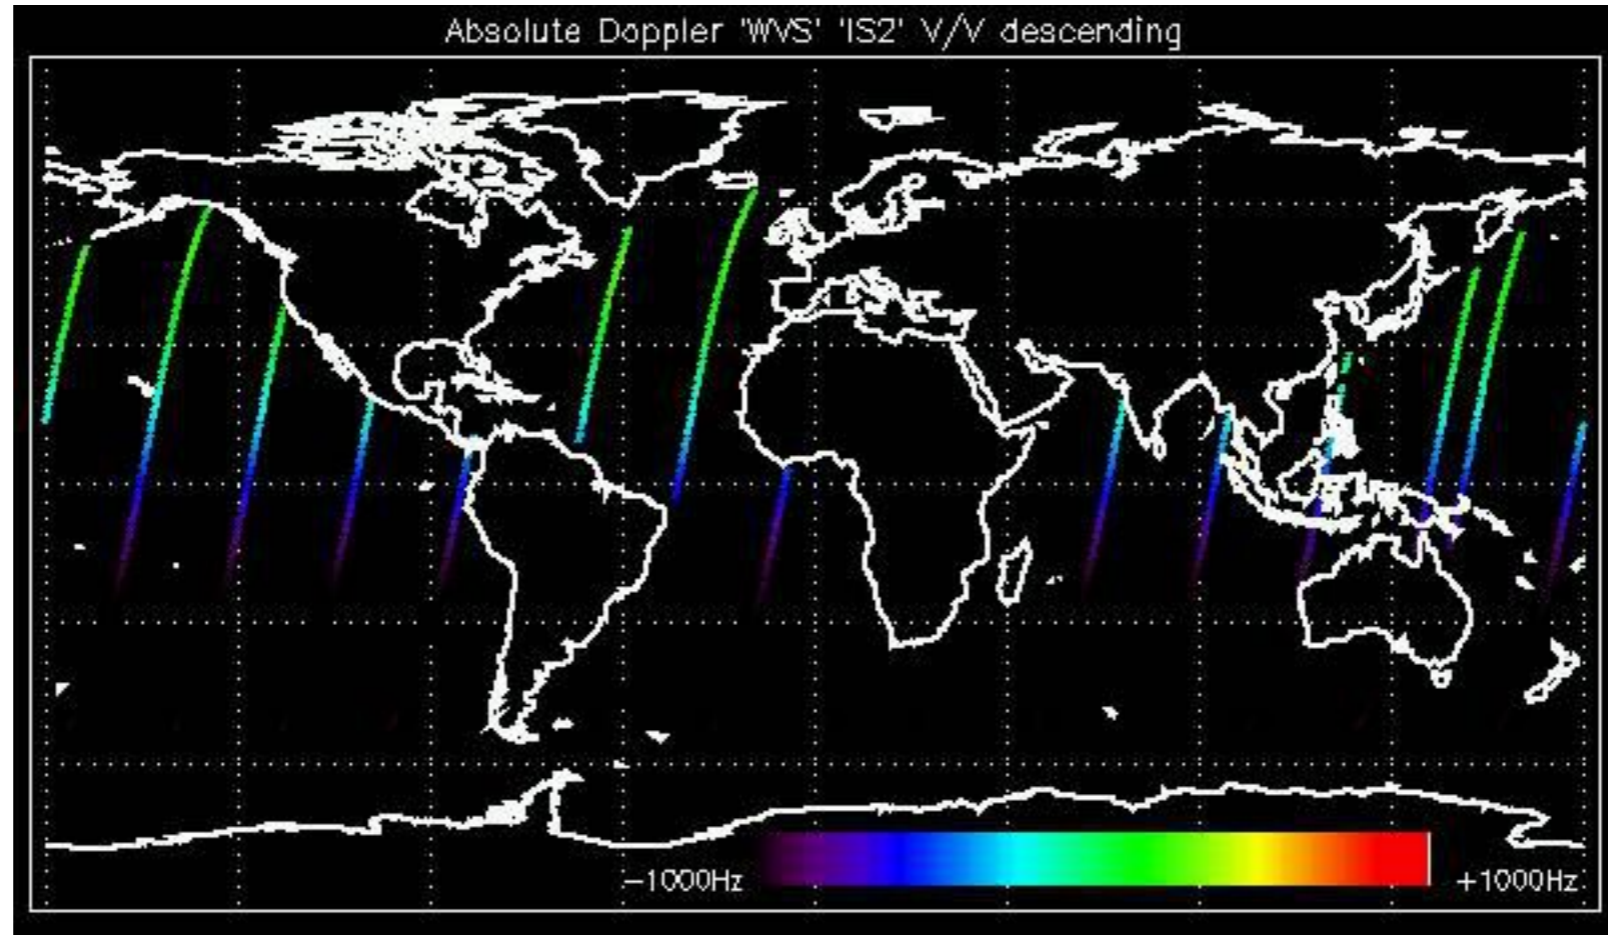 Absolute Doppler 'WVS' 'IS2' V/V descending
−1000Hz
+1000Hz